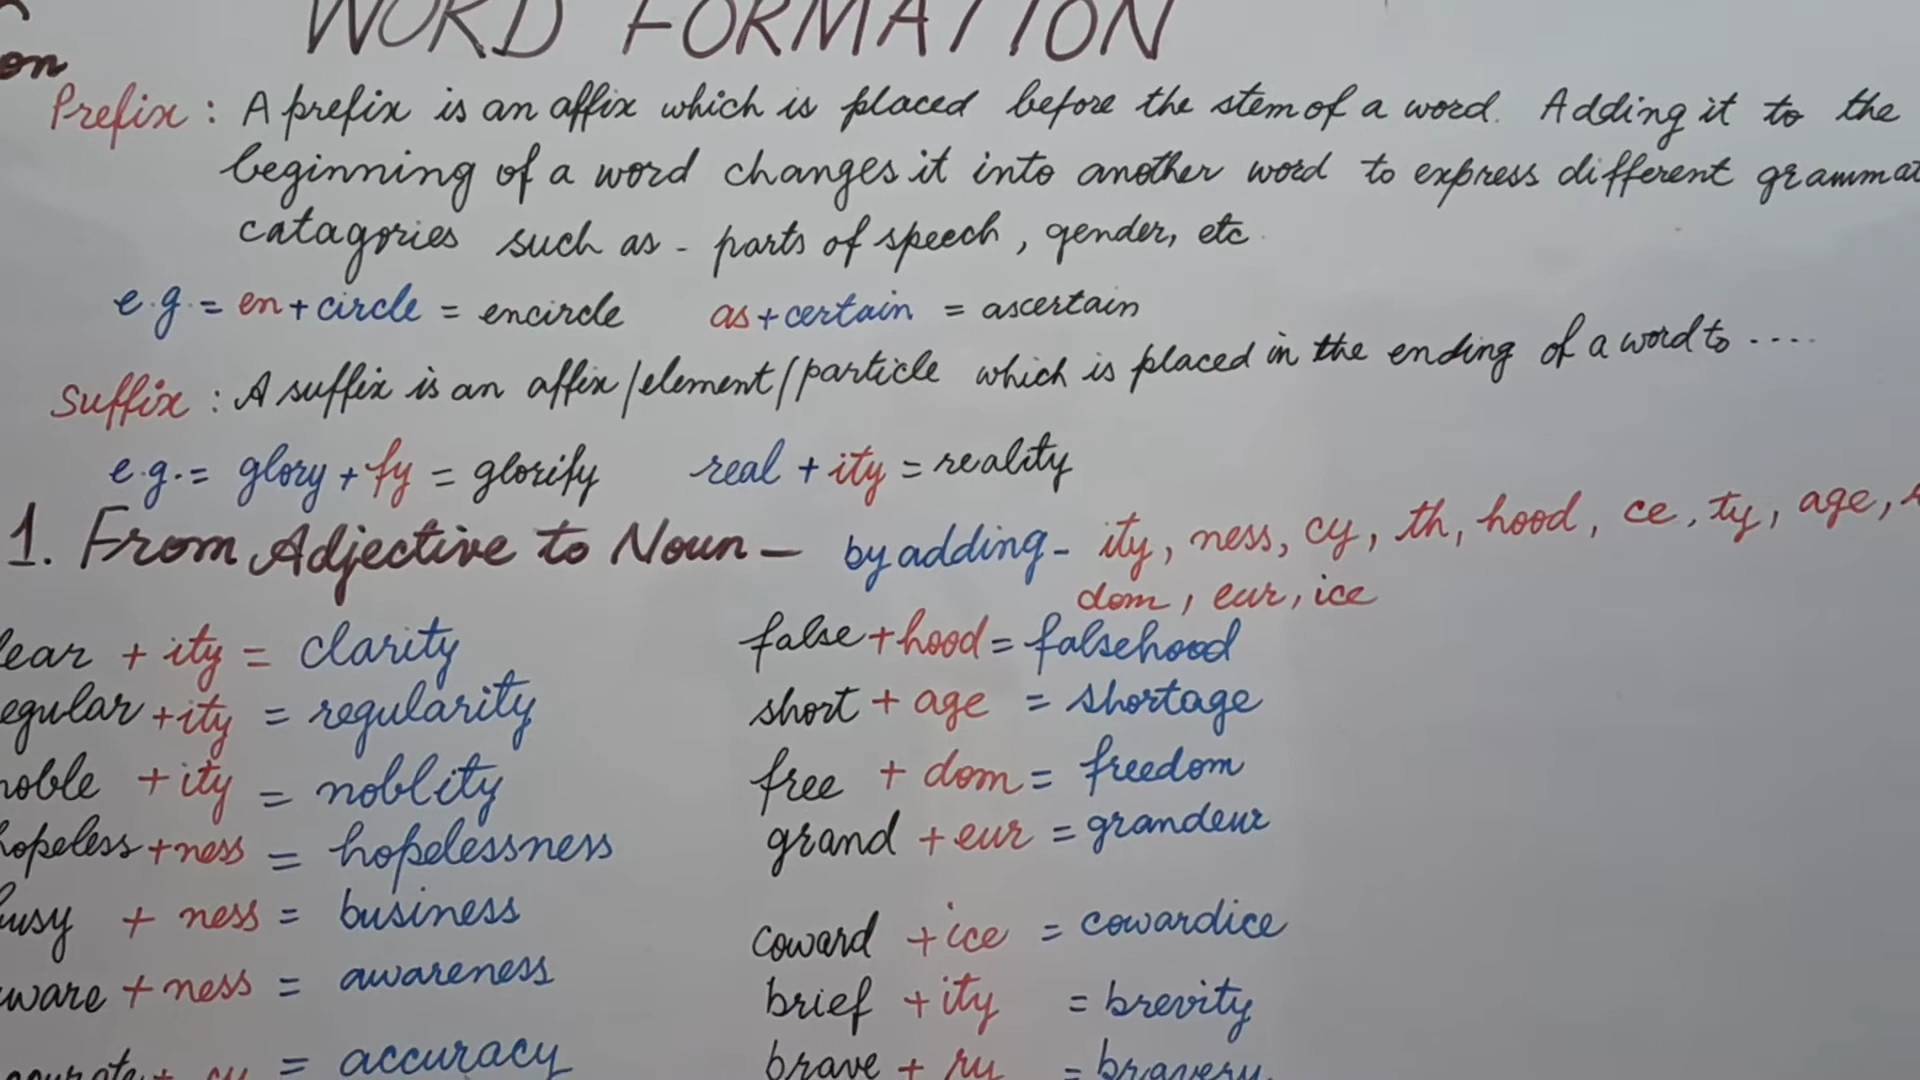 WORD FORMATION
on
Prefix : A prefix is an affix which is placed before the stem of a word. Adding it to the
beginning of a word changes it into another word to express different grammat
catagories such as - parts of speech, gender, etc
e.g. = en + circle = encircle as + certain = ascertain
Suffix : A suffix is an affix/element/particle which is placed in the ending of a word to ....
e.g. = glory + fy = glorify real + ity = reality
1. From Adjective to Noun - by adding - ity, ness, cy, th, hood, ce, ty, age,
dom, eur, ice
lear + ity = clarity
egular + ity = regularity
noble + ity = noblity
hopeless + ness = hopelessness
busy + ness = business
ware + ness = awareness
curate + cy = accuracy
false + hood = falsehood
short + age = shortage
free + dom = freedom
grand + eur = grandeur
coward + ice = cowardice
brief + ity = brevity
brave + ry = bravery